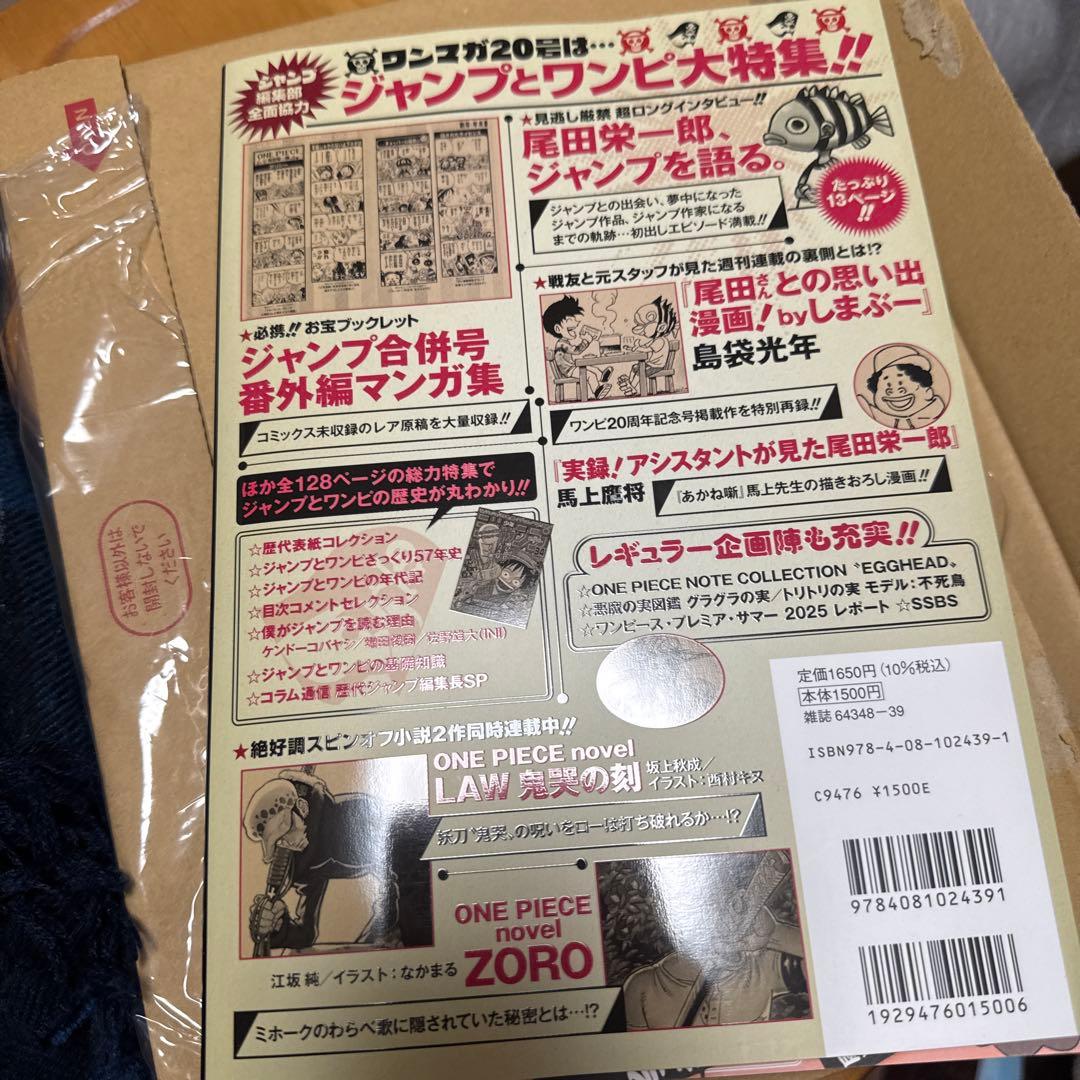 ワンマガ20号は…
ジャンプとワンピ大特集!!
ジャンプ
編集部
全面協力
ONE PIECE
★必携!! お宝ブックレット
ジャンプ合併号
番外編マンガ集
コミックス未収録のレア原稿を大量収録!!
★見逃し厳禁 超ロングインタビュー!!
尾田栄一郎、
ジャンプを語る。
たっぷり
13ページ
!!
ジャンプとの出会い、夢中になった
ジャンプ作品、ジャンプ作家になる
までの軌跡…初出しエピソード満載!!
★戦友と元スタッフが見た週刊連載の裏側とは!?
『尾田さんとの思い出
漫画!byしまぶー』
島袋光年
ワンピ20周年記念号掲載作を特別再録!!
『実録!アシスタントが見た尾田栄一郎』
馬上鷹将
『あかね噺』馬上先生の描きおろし漫画!!
ほか全128ページの総力特集で
ジャンプとワンピの歴史が丸わかり!!
☆歴代表紙コレクション
☆ジャンプとワンピざっくり57年史
☆ジャンプとワンピの年代記
☆目次コメントセレクション
☆僕がジャンプを読む理由
ケンドーコバヤシ/
(INI)
☆ジャンプとワンピの基礎知識
☆コラム通信 歴代ジャンプ編集長SP
レギュラー企画陣も充実!!
☆ONE PIECE NOTE COLLECTION “EGGHEAD„
☆悪魔の実図鑑 グラグラの実/トリトリの実 モデル:不死鳥
☆ワンピース・プレミア・サマー 2025 レポート ☆SSBS
★絶好調スピンオフ小説2作同時連載中!!
ONE PIECE novel
LAW 鬼哭の刻
坂上秋成/
イラスト:西村キヌ
妖刀“鬼哭„の呪いをローは打ち破れるか…!?
ONE PIECE
novel
ZORO
江坂 純/イラスト:なかまる
ミホークのわらべ歌に隠されていた秘密とは…!?
定価1650円(10%税込)
本体1500円
雑誌 64348-39
ISBN978-4-08-102439-1
C9476 ¥1500E
9784081024391
1929476015006
お客様以外は
開封しないで
ください